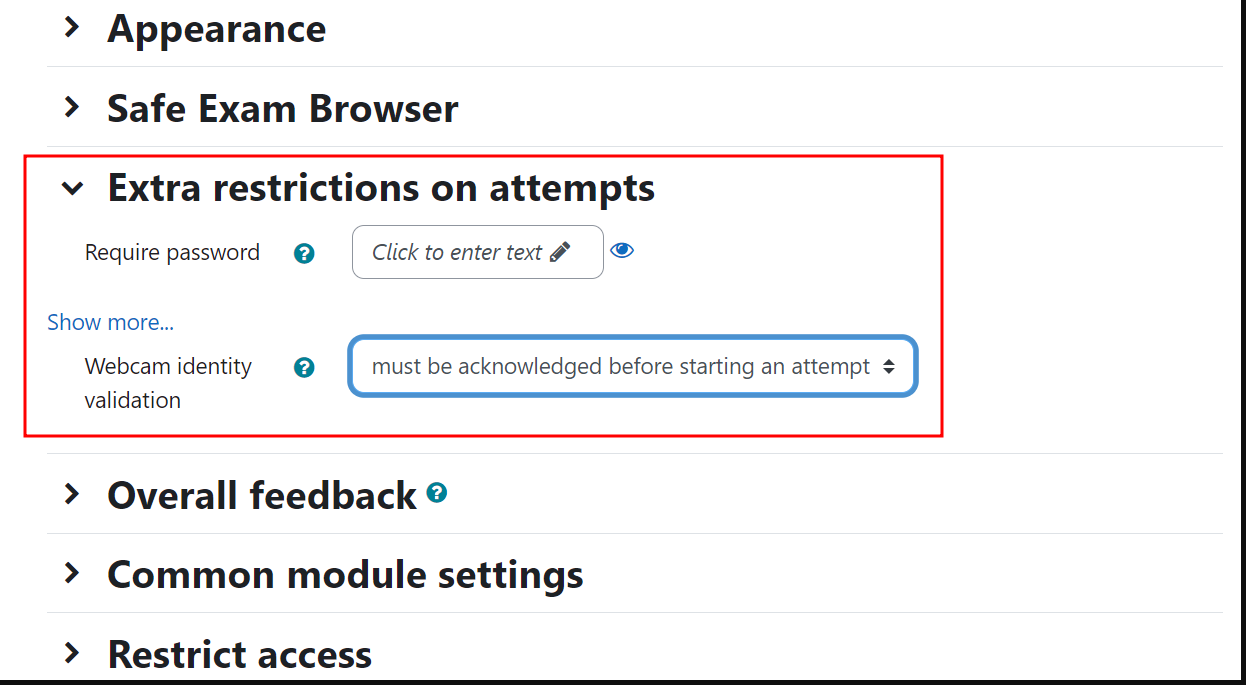 Appearance
Safe Exam Browser
Extra restrictions on attempts
Require password
Click to enter text
Show more...
Webcam identity
validation
must be acknowledged before starting an attempt
Overall feedback
Common module settings
Restrict access